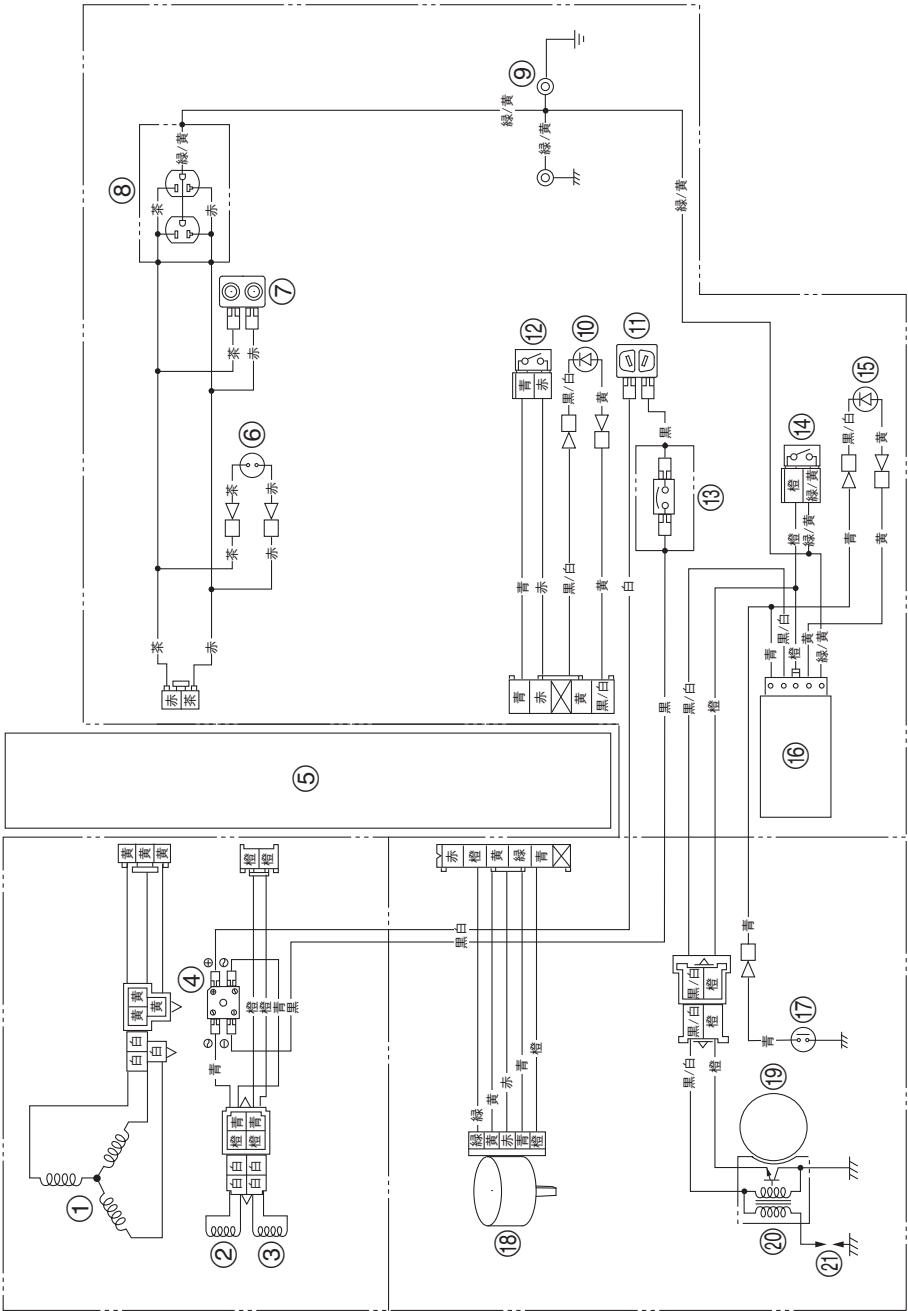 ⑧
緑/黄
茶
赤
⑨
緑/黄
緑/黄
緑/黄
⑦
茶
赤
⑥
茶
赤
茶
赤
茶
赤
赤
茶
⑫
青
赤
⑩
黒/白
黄
⑪
黒
⑬
青
赤
黒/白
黄
白
青
赤
黄
黒/白
⑭
橙
緑/黄
橙
緑/黄
⑮
黒/白
黄
青
黄
青
黒/白
橙
黄
緑/黄
黒
黒/白
橙
⑤
⑯
黄
黄
黄
橙
橙
赤
橙
黄
緑
青
④
⊕
黄
黄
黄
白
白
白
橙
橙
青
黒
青
白
黒
橙
青
橙
青
白
白
白
白
①
②
③
緑
黄
赤
青
橙
緑
黄
赤
青
橙
⑱
黒/白
橙
黒/白
橙
黒/白
橙
青
青
⑰
⑲
⑳
㉑